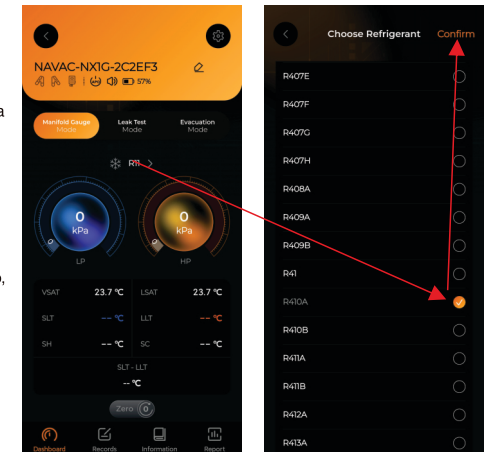 a
o,
NAVAC-NX1G-2C2EF3
57%
Manifold Gauge Mode
Leak Test Mode
Evacuation Mode
R11 >
0 kPa
LP
0 kPa
HP
VSAT 23.7 ℃ LSAT 23.7 ℃
SLT -- ℃ LLT -- ℃
SH -- ℃ SC -- ℃
SLT - LLT
-- ℃
Zero 0
Dashboard Records Information Report
Choose Refrigerant Confirm
R407E
R407F
R407G
R407H
R408A
R409A
R409B
R41
R410A
R410B
R411A
R411B
R412A
R413A